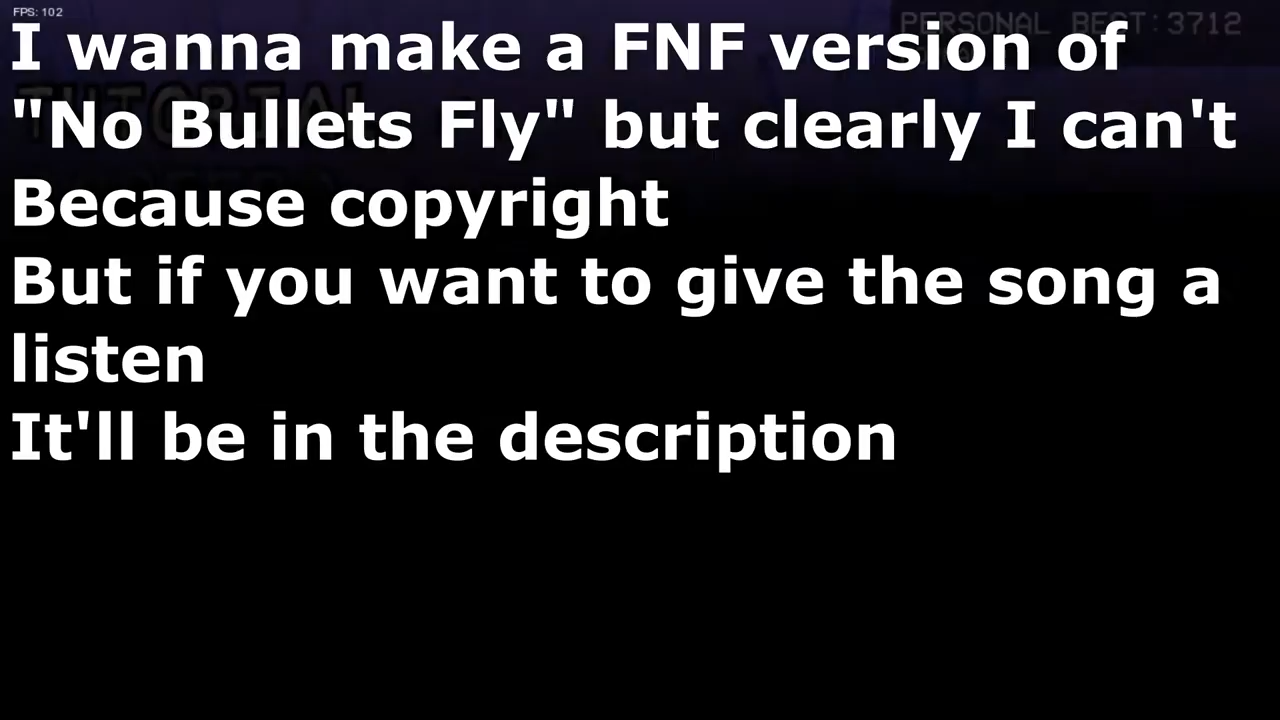 FPS: 102
PERSONAL BEST:3712
I wanna make a FNF version of
TUTORIAL
"No Bullets Fly" but clearly I can't
Because copyright
But if you want to give the song a
listen
It'll be in the description